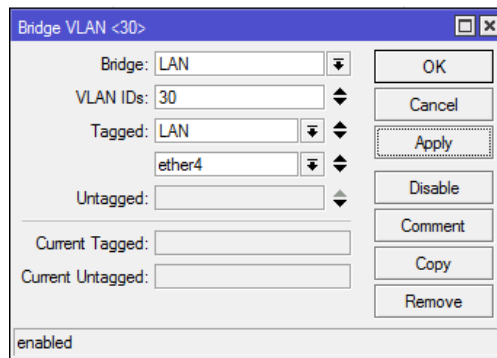 Bridge VLAN <30>
Bridge: LAN
OK
VLAN IDs: 30
Cancel
Tagged: LAN
Apply
ether4
Untagged:
Disable
Comment
Current Tagged:
Copy
Current Untagged:
Remove
enabled